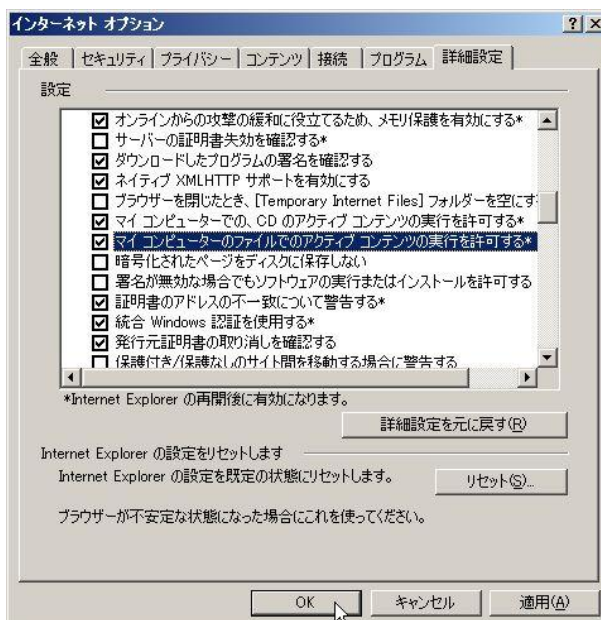 インターネット オプション
全般 セキュリティ プライバシー コンテンツ 接続 プログラム 詳細設定
設定
オンラインからの攻撃の緩和に役立てるため、メモリ保護を有効にする*
サーバーの証明書失効を確認する*
ダウンロードしたプログラムの署名を確認する
ネイティブ XMLHTTP サポートを有効にする
ブラウザーを閉じたとき、[Temporary Internet Files] フォルダーを空にす
マイ コンピューターでの、CD のアクティブ コンテンツの実行を許可する*
マイ コンピューターのファイルでのアクティブ コンテンツの実行を許可する*
暗号化されたページをディスクに保存しない
署名が無効な場合でもソフトウェアの実行またはインストールを許可する
証明書のアドレスの不一致について警告する*
統合 Windows 認証を使用する*
発行元証明書の取り消しを確認する
保護付き/保護なしのサイト間を移動する場合に警告する
*Internet Explorer の再開後に有効になります。
詳細設定を元に戻す(R)
Internet Explorer の設定をリセットします
Internet Explorer の設定を既定の状態にリセットします。
リセット(S)...
ブラウザーが不安定な状態になった場合にこれを使ってください。
OK キャンセル 適用(A)